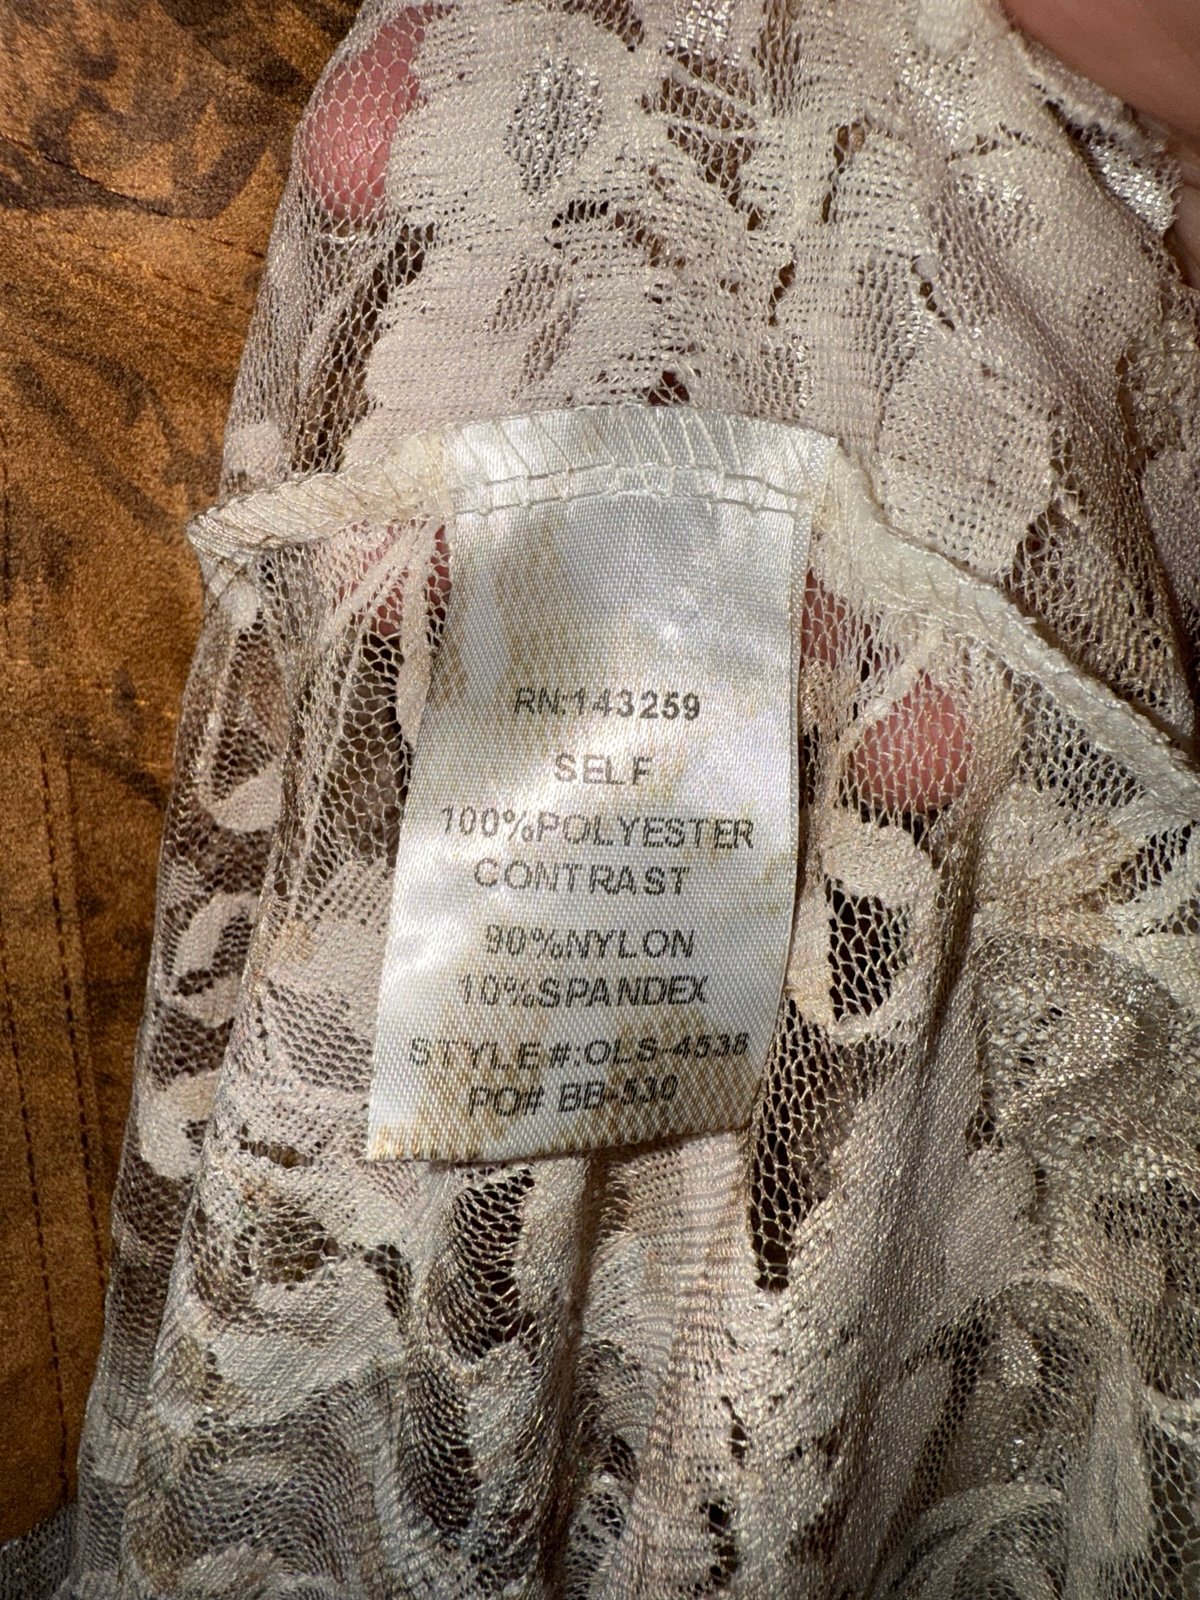 RN:143259
SELF
100%POLYESTER
CONTRAST
90%NYLON
10%SPANDEX
STYLE#:OLS-4538
PO# BB-530